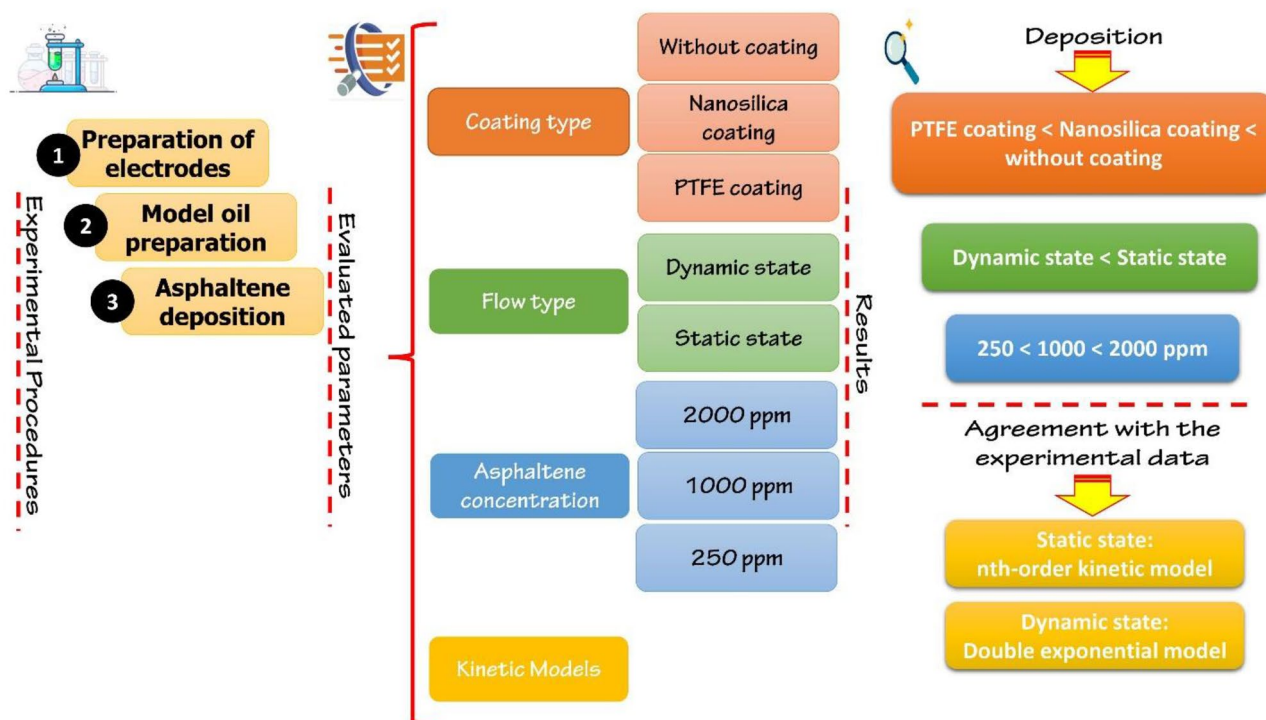 Experimental Procedures
1
Preparation of
electrodes
2
Model oil
preparation
3
Asphaltene
deposition
Evaluated parameters
Coating type
Without coating
Nanosilica
coating
PTFE coating
Flow type
Dynamic state
Static state
Asphaltene
concentration
2000 ppm
1000 ppm
250 ppm
Kinetic Models
Results
Deposition
PTFE coating < Nanosilica coating <
without coating
Dynamic state < Static state
250 < 1000 < 2000 ppm
Agreement with the
experimental data
Static state:
nth-order kinetic model
Dynamic state:
Double exponential model